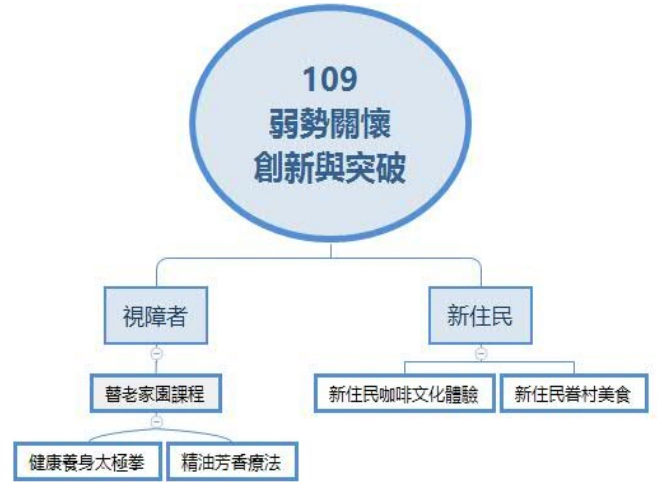 109
弱勢關懷
創新與突破
視障者
新住民
瞽老家園課程
新住民咖啡文化體驗
新住民眷村美食
健康養身太極拳
精油芳香療法